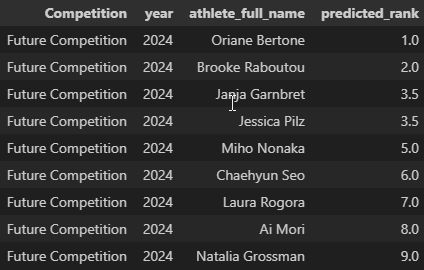 Competition year athlete_full_name predicted_rank
Future Competition 2024 Oriane Bertone 1.0
Future Competition 2024 Brooke Raboutou 2.0
Future Competition 2024 Janja Garnbret 3.5
Future Competition 2024 Jessica Pilz 3.5
Future Competition 2024 Miho Nonaka 5.0
Future Competition 2024 Chaehyun Seo 6.0
Future Competition 2024 Laura Rogora 7.0
Future Competition 2024 Ai Mori 8.0
Future Competition 2024 Natalia Grossman 9.0